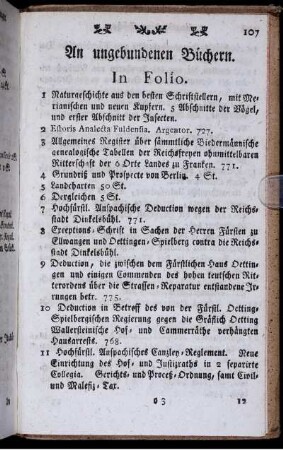 107
An ungebundenen Büchern.
In Folio.
1 Naturgeschichte aus den besten Schriftstellern, mit Me-
rianischen und neuen Kupfern. 5 Abschnitte der Vögel,
und erster Abschnitt der Insecten.
2 Estoris Analecta Fuldensia. Argentor. 727.
3 Allgemeines Register über sämmtliche Biedermännische
genealogische Tabellen der Reichsfreyen ohnmittelbaren
Ritterschaft der 6 Orte Landes zu Franken. 771.
4 Grundriß und Prospecte von Berlin. 4 St.
5 Landcharten 50 St.
6 Dergleichen 5 St.
7 Hochfürstl. Anspachische Deduction wegen der Reichs-
stadt Dinkelsbühl. 771.
8 Exceptions-Schrift in Sachen der Herren Fürsten zu
Ellwangen und Oettingen-Spielberg contra die Reichs-
stadt Dinkelsbühl.
9 Deduction, die zwischen dem Fürstlichen Haus Oettin-
gen und einigen Commenden des hohen teutschen Rit-
terordens über die Strassen-Reparatur entstandene Ir-
rungen betr. 775.
10 Deduction in Betreff des von der Fürstl. Oetting-
Spielbergischen Regierung gegen die Gräflich Oetting
Wallersteinische Hof- und Cammerräthe verhängten
Hausarrests. 768.
11 Hochfürstl. Anspachisches Canzley-Reglement. Neue
Einrichtung des Hof- und Justizraths in 2 separirte
Collegia. Gerichts- und Proceß-Ordnung, samt Civil-
und Malefiz-Tax.
G 3 12